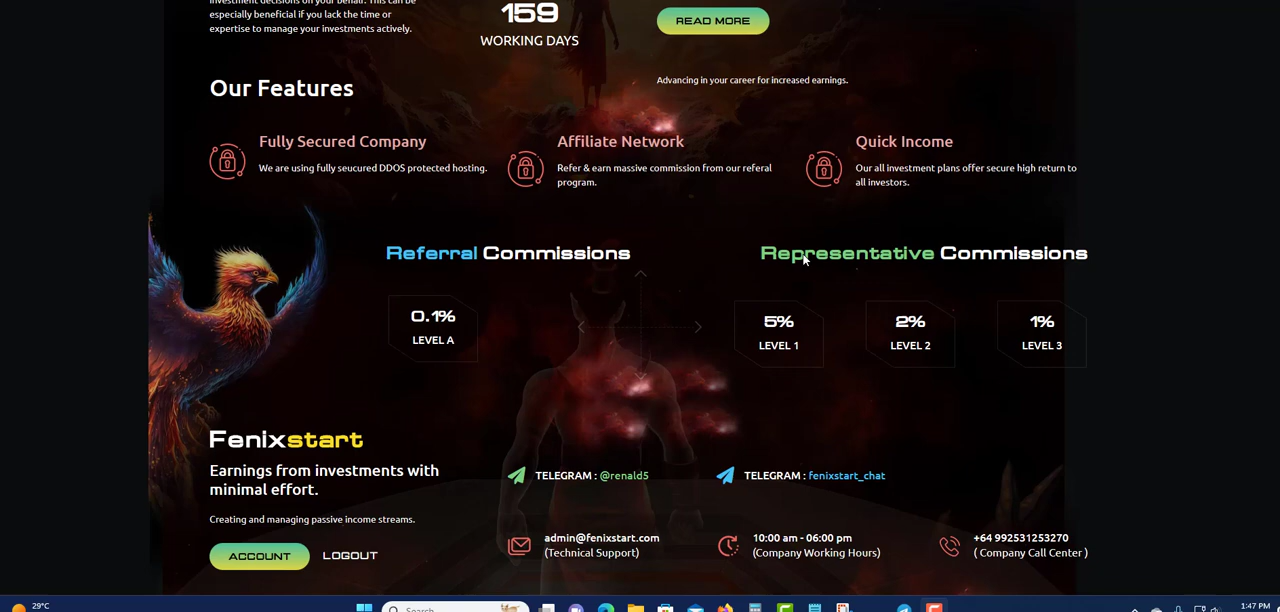 investment decisions on your behalf. This can be
especially beneficial if you lack the time or
expertise to manage your investments actively.
159
WORKING DAYS
READ MORE
Advancing in your career for increased earnings.
Our Features
Fully Secured Company
We are using fully seucured DDOS protected hosting.
Affiliate Network
Refer & earn massive commission from our referal
program.
Quick Income
Our all investment plans offer secure high return to
all investors.
Referral Commissions
0.1%
LEVEL A
Representative Commissions
5%
LEVEL 1
2%
LEVEL 2
1%
LEVEL 3
Fenixstart
Earnings from investments with
minimal effort.
Creating and managing passive income streams.
ACCOUNT
LOGOUT
TELEGRAM : @renald5
TELEGRAM : fenixstart_chat
admin@fenixstart.com
(Technical Support)
10:00 am - 06:00 pm
(Company Working Hours)
+64 992531253270
( Company Call Center )
29°C
Search
1:47 PM